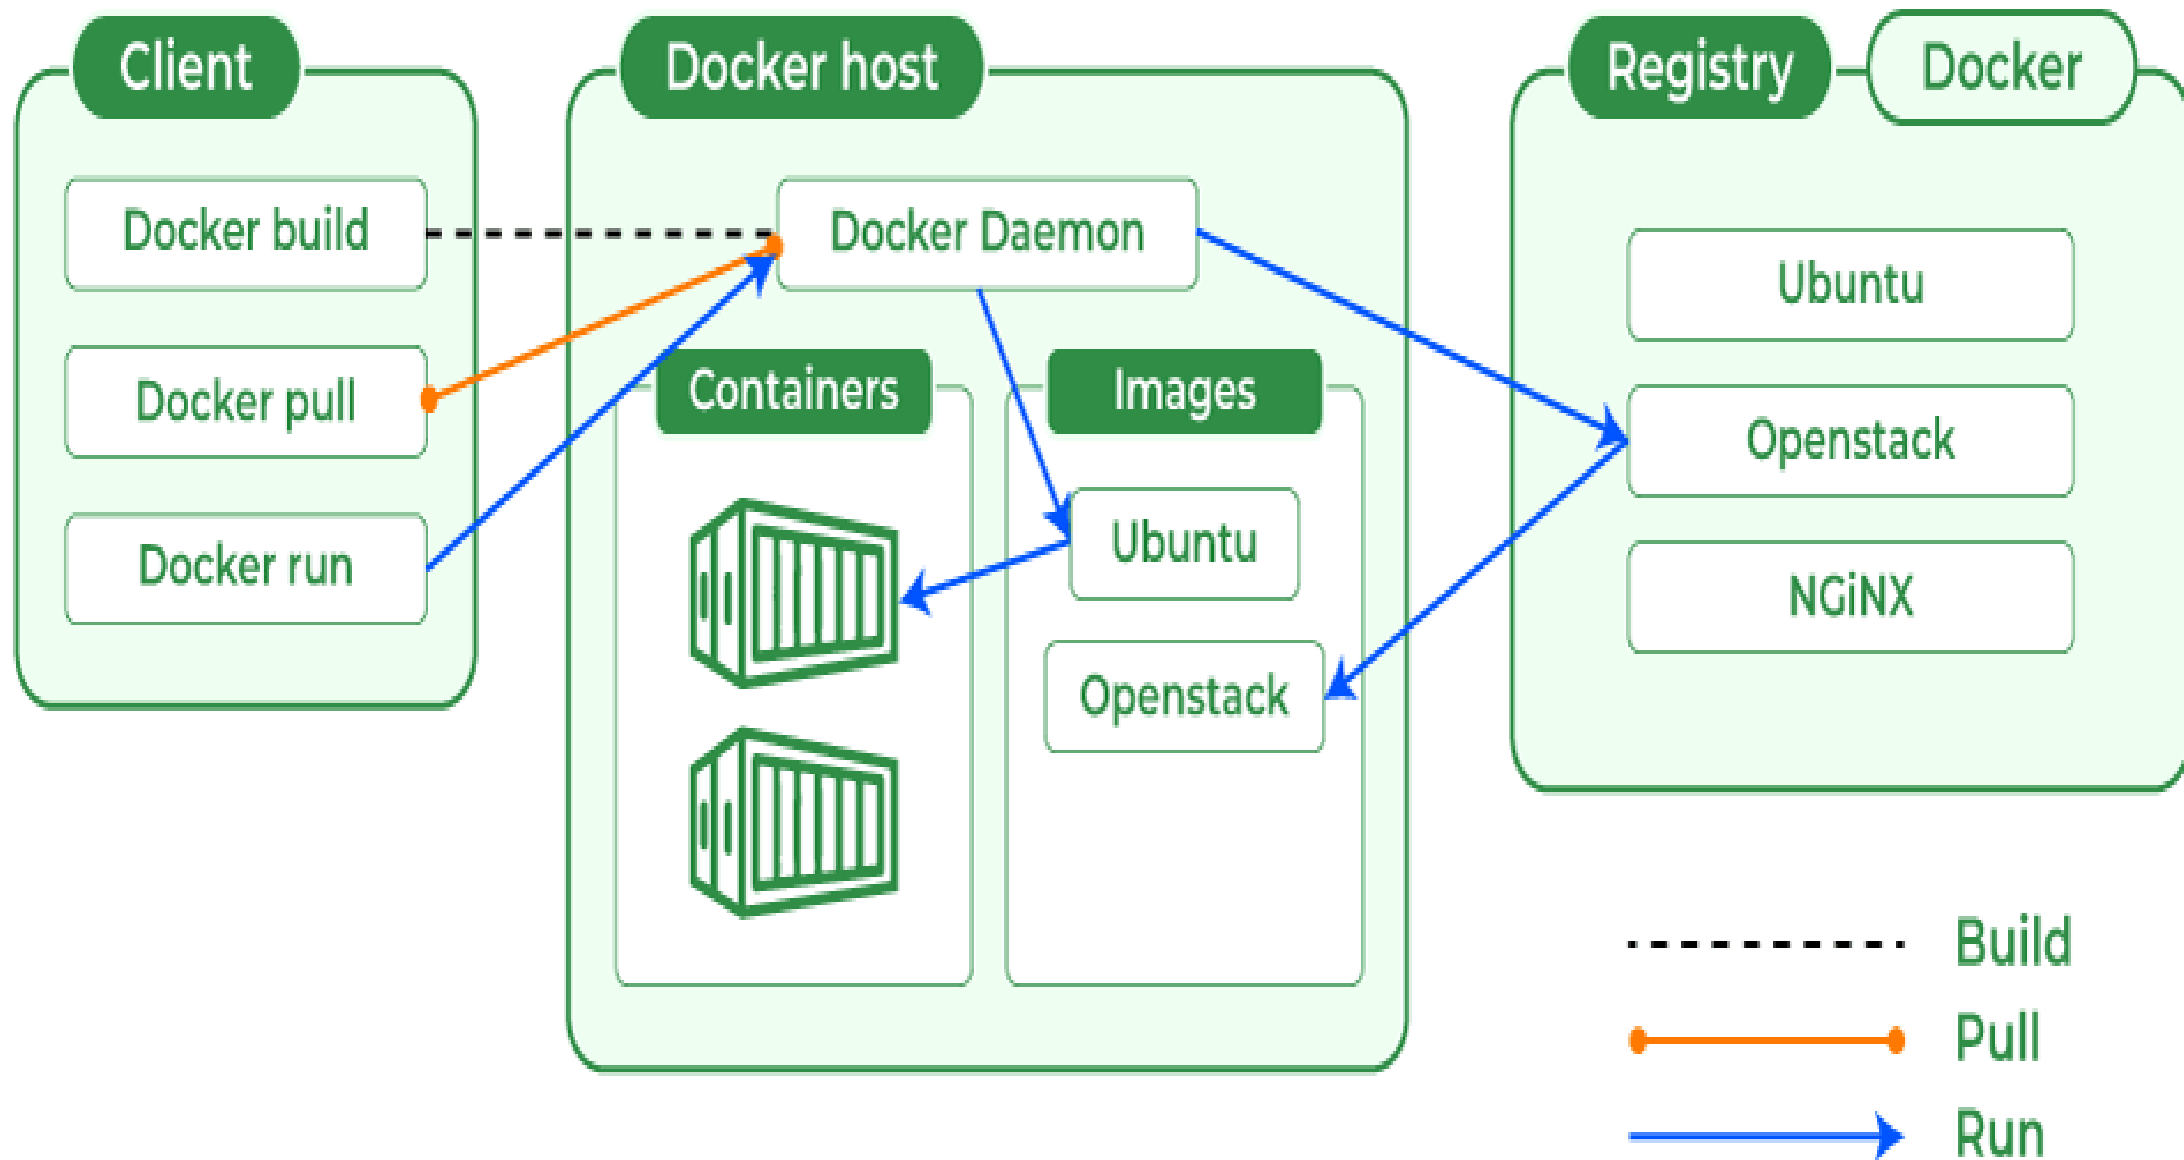 Client
Docker build
Docker pull
Docker run
Docker host
Docker Daemon
Containers
Images
Ubuntu
Openstack
Registry
Docker
Ubuntu
Openstack
NGiNX
Build
Pull
Run